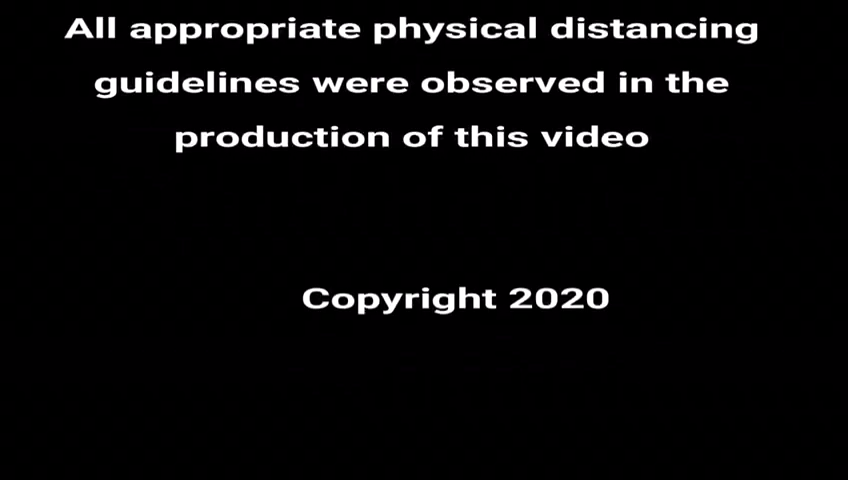 All appropriate physical distancing
guidelines were observed in the
production of this video
Copyright 2020